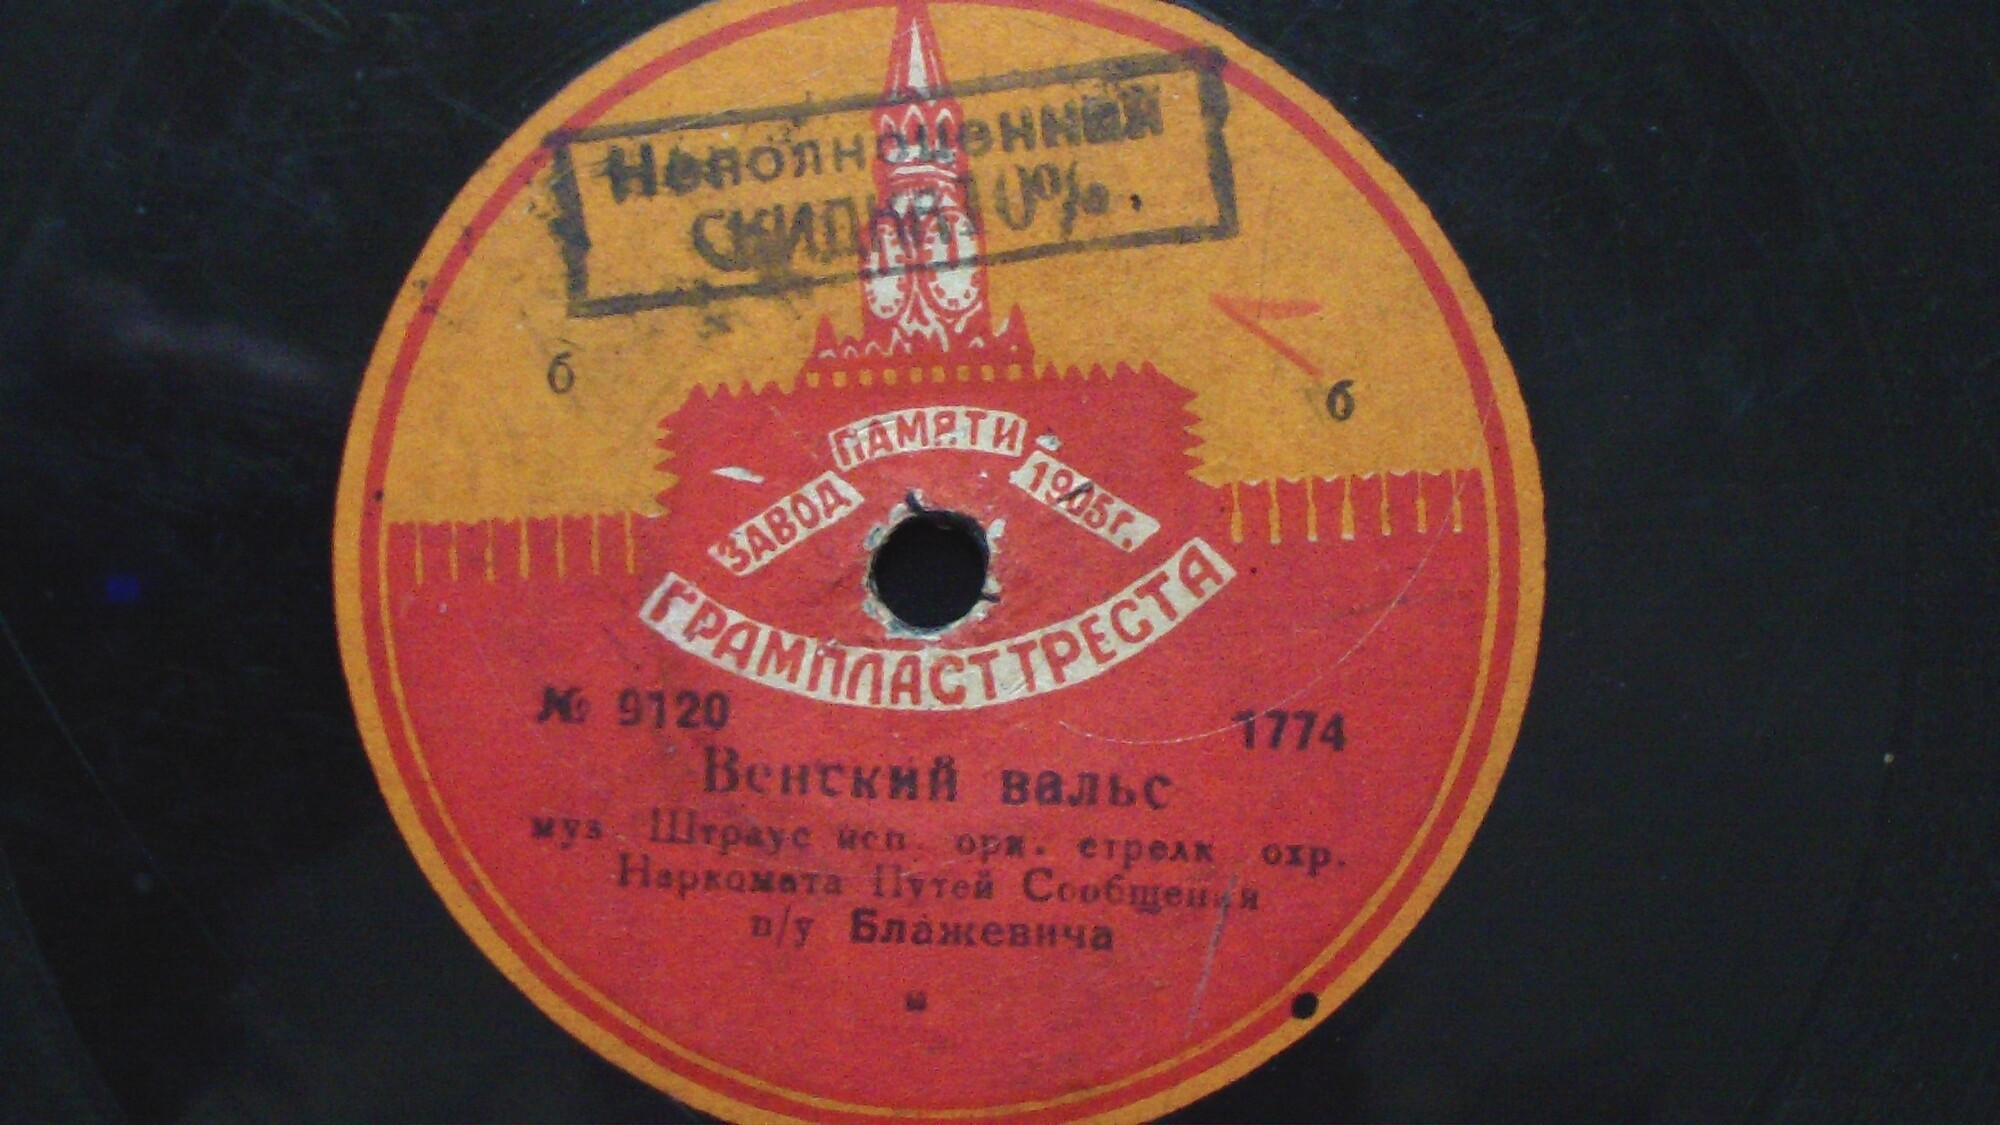 Неполноценный
СКИДКА 10%.
б
б
ЗАВОД ПАМЯТИ 1905г.
ГРАМПЛАСТТРЕСТА
№ 9120 1774
Венский вальс
муз Штраус исп. орк. стрелк охр.
Наркомата Путей Сообщения
п/у Блажевича
ш